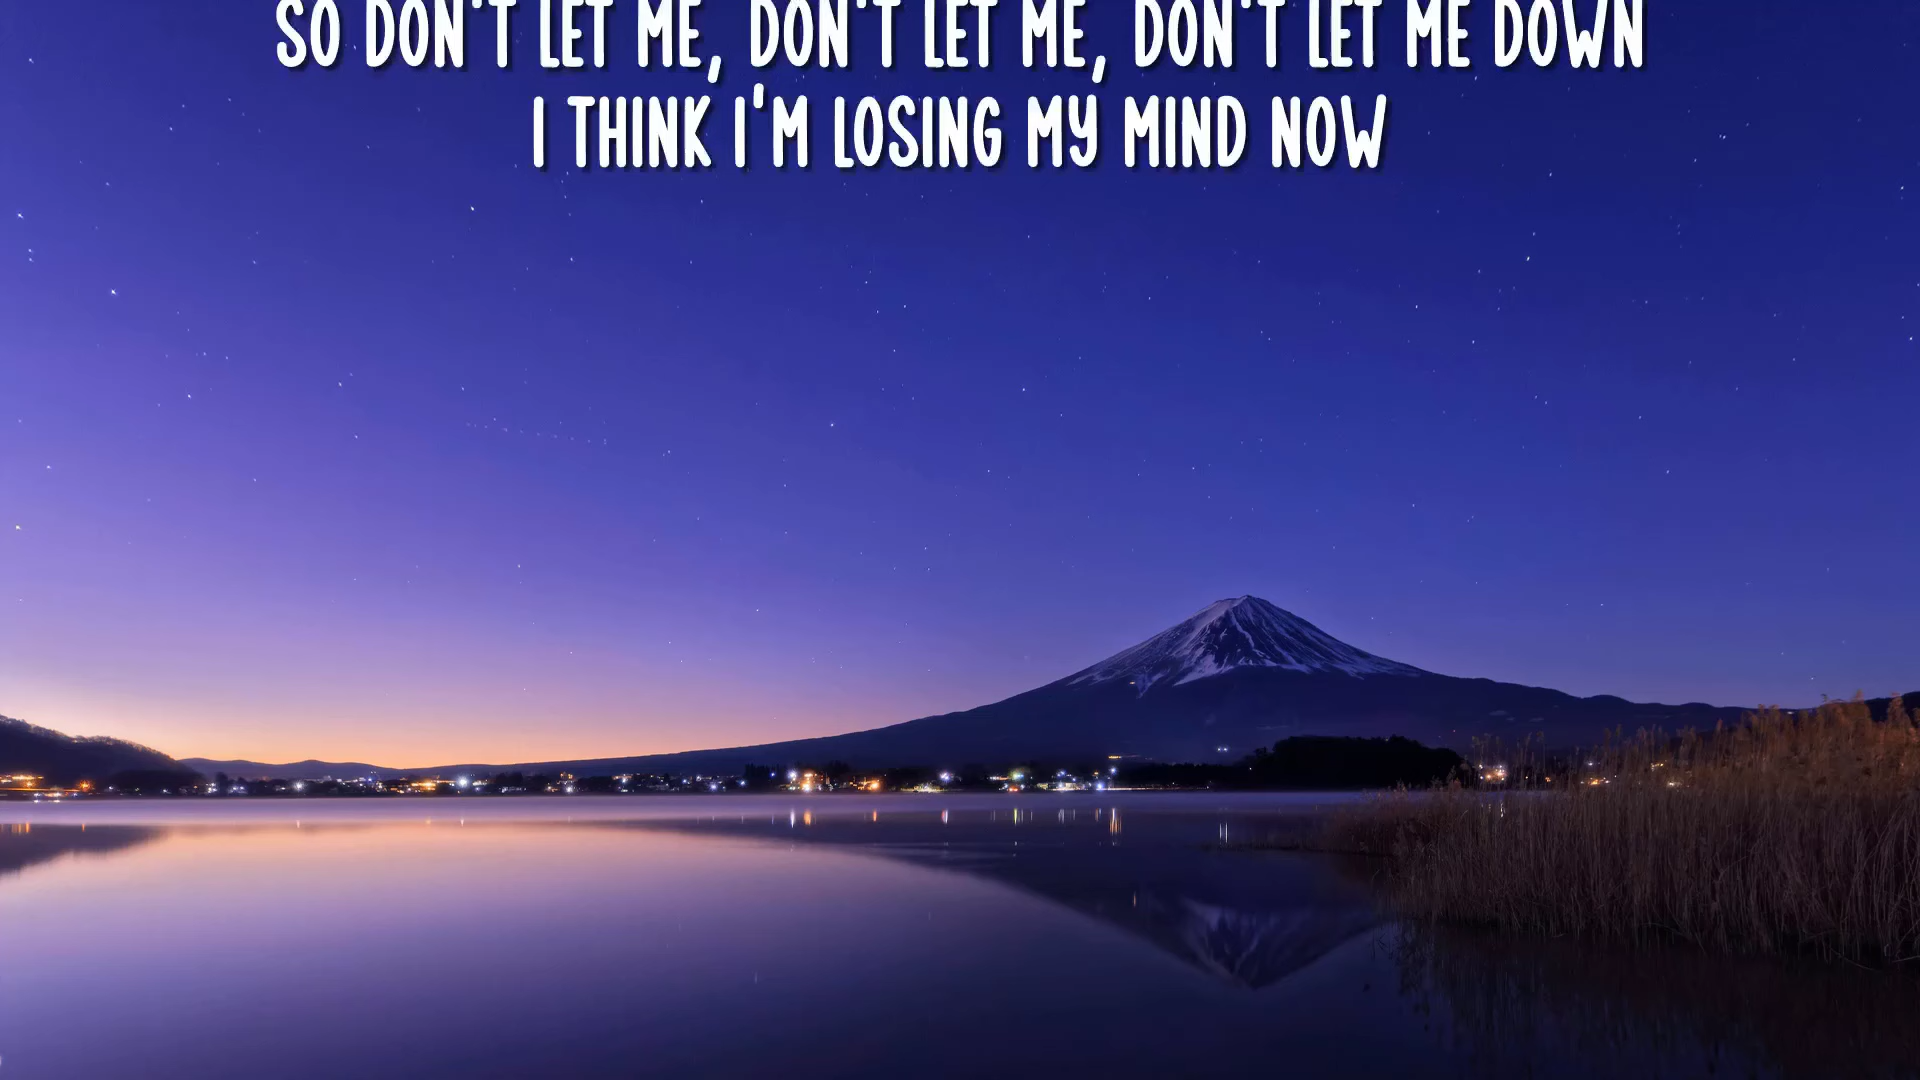 SO DON'T LET ME, DON'T LET ME, DON'T LET ME DOWN
I THINK I'M LOSING MY MIND NOW